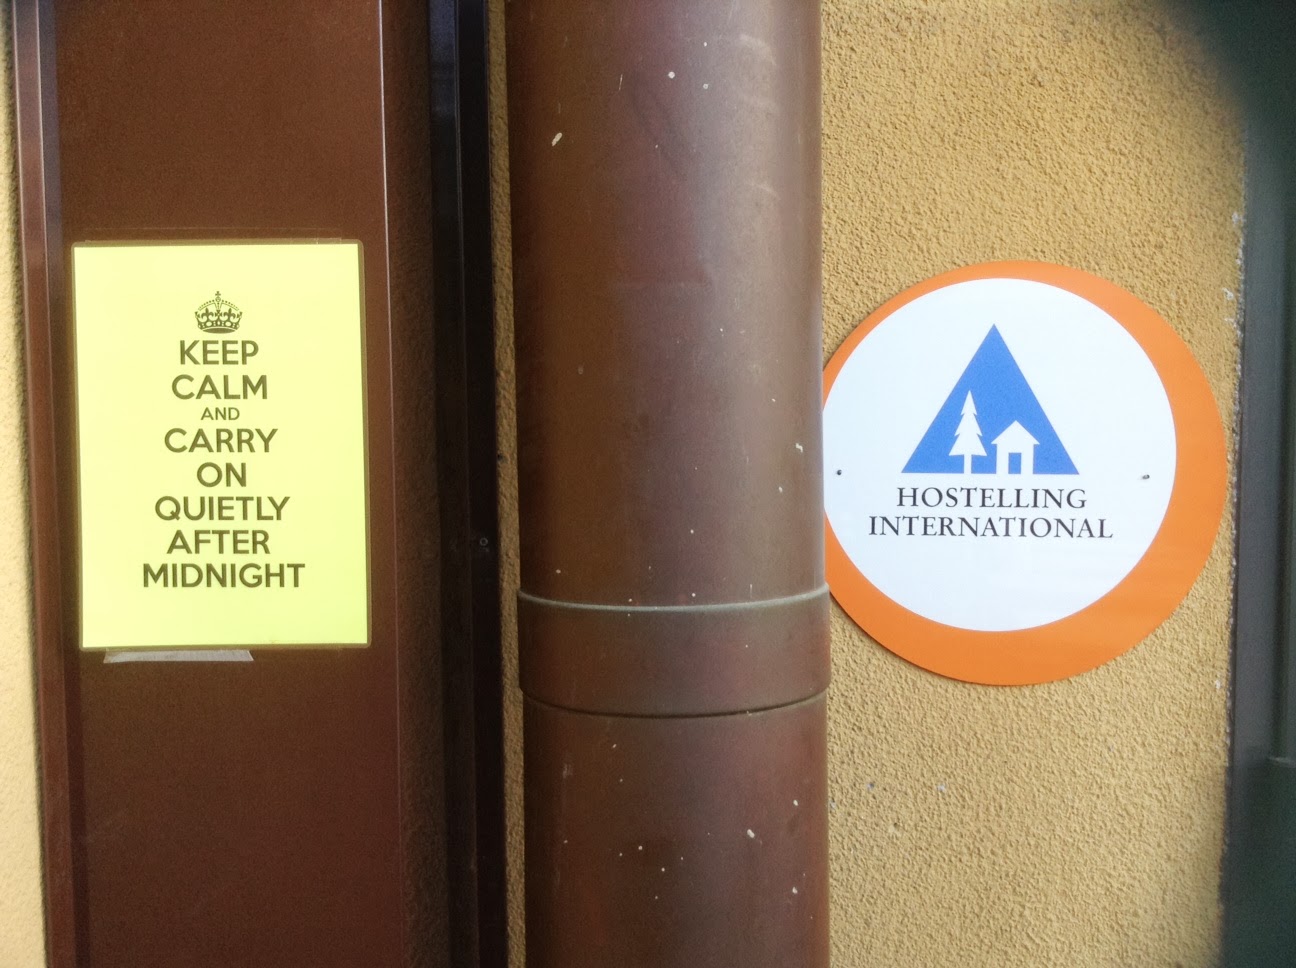 KEEP
CALM
AND
CARRY
ON
QUIETLY
AFTER
MIDNIGHT
HOSTELLING
INTERNATIONAL